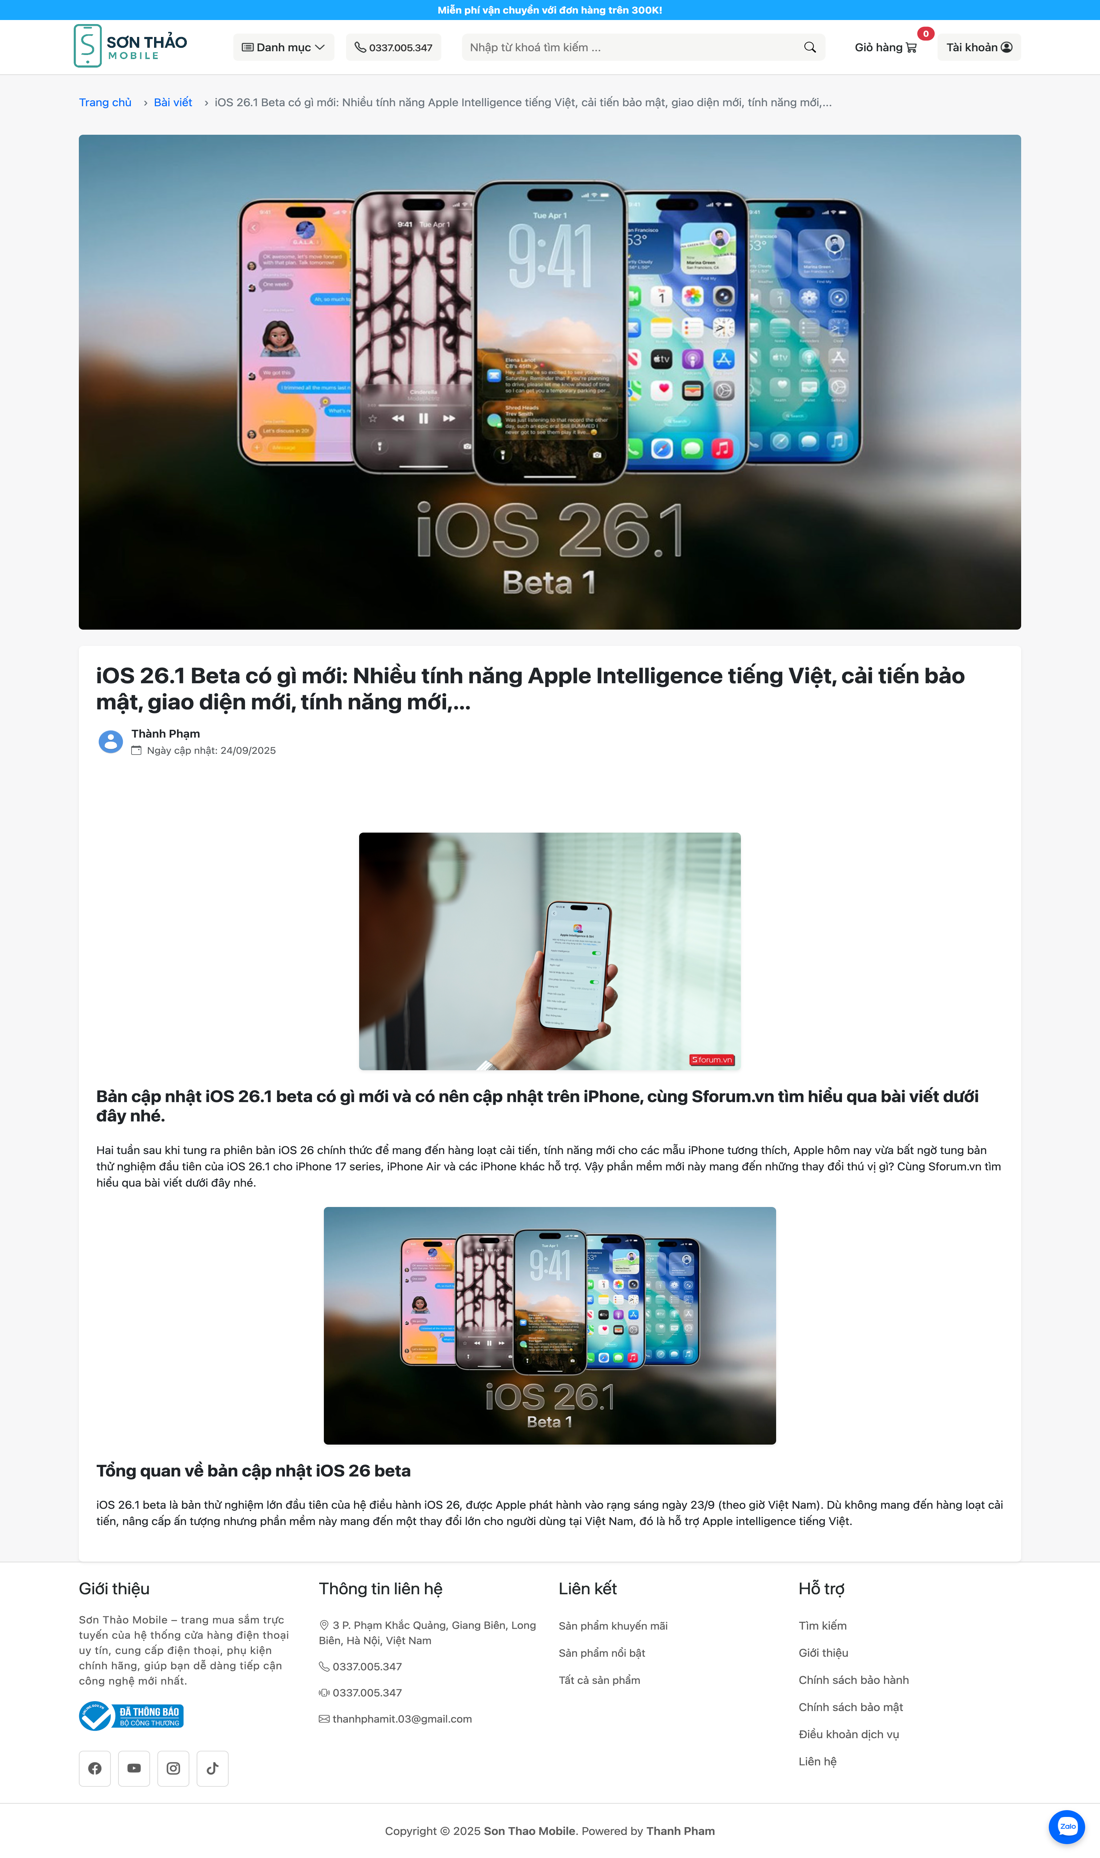 Miễn phí vận chuyển với đơn hàng trên 300K!
SƠN THẢO
MOBILE
Danh mục
0337.005.347
Nhập từ khoá tìm kiếm ...
Giỏ hàng
0
Tài khoản
Trang chủ › Bài viết › iOS 26.1 Beta có gì mới: Nhiều tính năng Apple Intelligence tiếng Việt, cải tiến bảo mật, giao diện mới, tính năng mới,...
Tue Apr 1
9:41
9:41 Tue Apr 1
iOS 26.1
Beta 1
iOS 26.1 Beta có gì mới: Nhiều tính năng Apple Intelligence tiếng Việt, cải tiến bảo
mật, giao diện mới, tính năng mới,...
Thành Phạm
Ngày cập nhật: 24/09/2025
Sforum.vn
Bản cập nhật iOS 26.1 beta có gì mới và có nên cập nhật trên iPhone, cùng Sforum.vn tìm hiểu qua bài viết dưới
đây nhé.
Hai tuần sau khi tung ra phiên bản iOS 26 chính thức để mang đến hàng loạt cải tiến, tính năng mới cho các mẫu iPhone tương thích, Apple hôm nay vừa bất ngờ tung bản
thử nghiệm đầu tiên của iOS 26.1 cho iPhone 17 series, iPhone Air và các iPhone khác hỗ trợ. Vậy phần mềm mới này mang đến những thay đổi thú vị gì? Cùng Sforum.vn tìm
hiểu qua bài viết dưới đây nhé.
9:41
iOS 26.1
Beta 1
Tổng quan về bản cập nhật iOS 26 beta
iOS 26.1 beta là bản thử nghiệm lớn đầu tiên của hệ điều hành iOS 26, được Apple phát hành vào rạng sáng ngày 23/9 (theo giờ Việt Nam). Dù không mang đến hàng loạt cải
tiến, nâng cấp ấn tượng nhưng phần mềm này mang đến một thay đổi lớn cho người dùng tại Việt Nam, đó là hỗ trợ Apple intelligence tiếng Việt.
Giới thiệu
Sơn Thảo Mobile – trang mua sắm trực
tuyến của hệ thống cửa hàng điện thoại
uy tín, cung cấp điện thoại, phụ kiện
chính hãng, giúp bạn dễ dàng tiếp cận
công nghệ mới nhất.
ĐÃ THÔNG BÁO
BỘ CÔNG THƯƠNG
Thông tin liên hệ
3 P. Phạm Khắc Quảng, Giang Biên, Long
Biên, Hà Nội, Việt Nam
0337.005.347
0337.005.347
thanhphamit.03@gmail.com
Liên kết
Sản phẩm khuyến mãi
Sản phẩm nổi bật
Tất cả sản phẩm
Hỗ trợ
Tìm kiếm
Giới thiệu
Chính sách bảo hành
Chính sách bảo mật
Điều khoản dịch vụ
Liên hệ
Copyright © 2025 Son Thao Mobile. Powered by Thanh Pham
Zalo